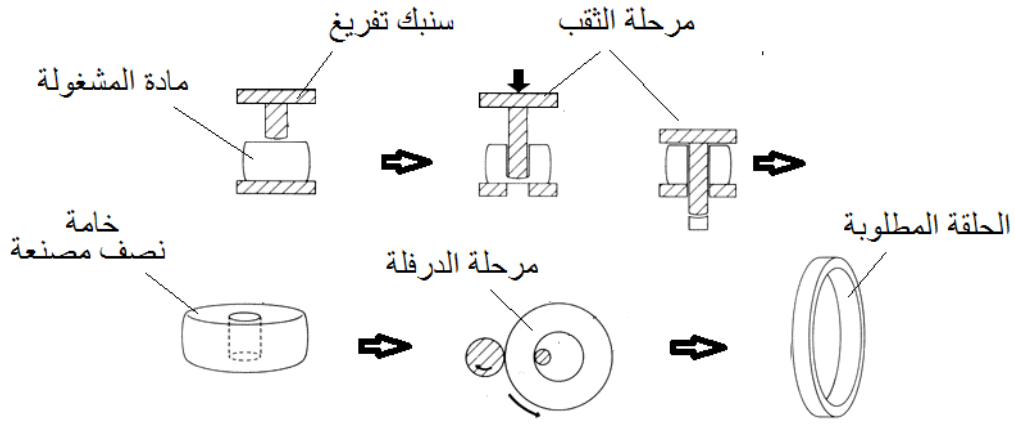 سنبك تفريغ
مرحلة الثقب
مادة المشغولة
خامة
نصف مصنعة
مرحلة الدرفلة
الحلقة المطلوبة